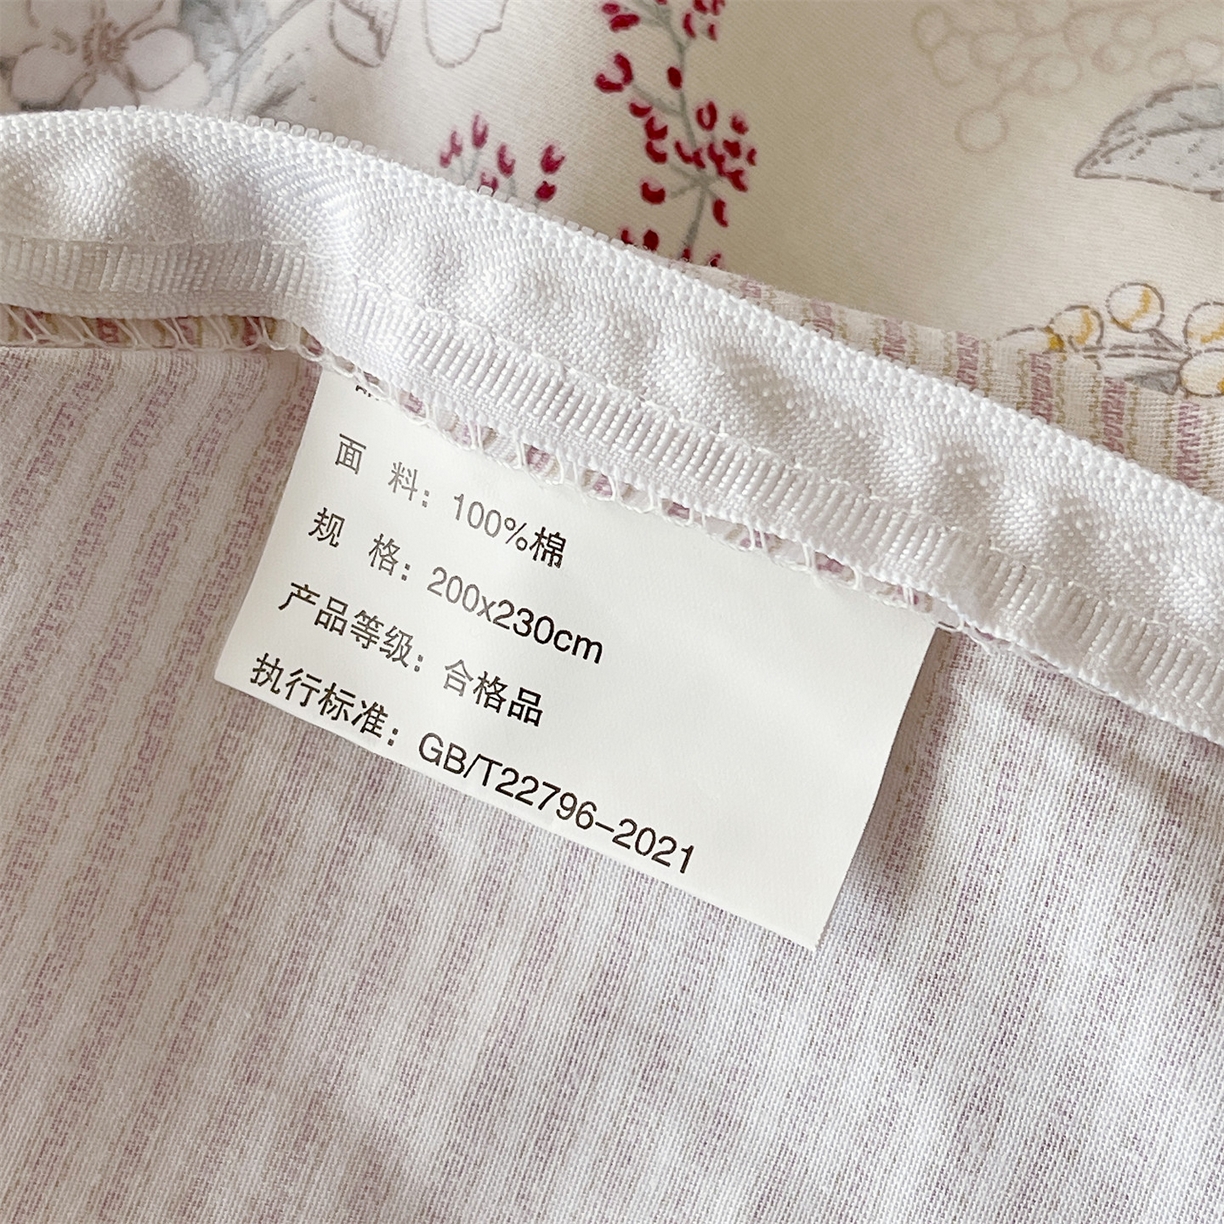 面 料：100%棉
规 格：200x230cm
产品等级：合格品
执行标准：GB/T22796-2021